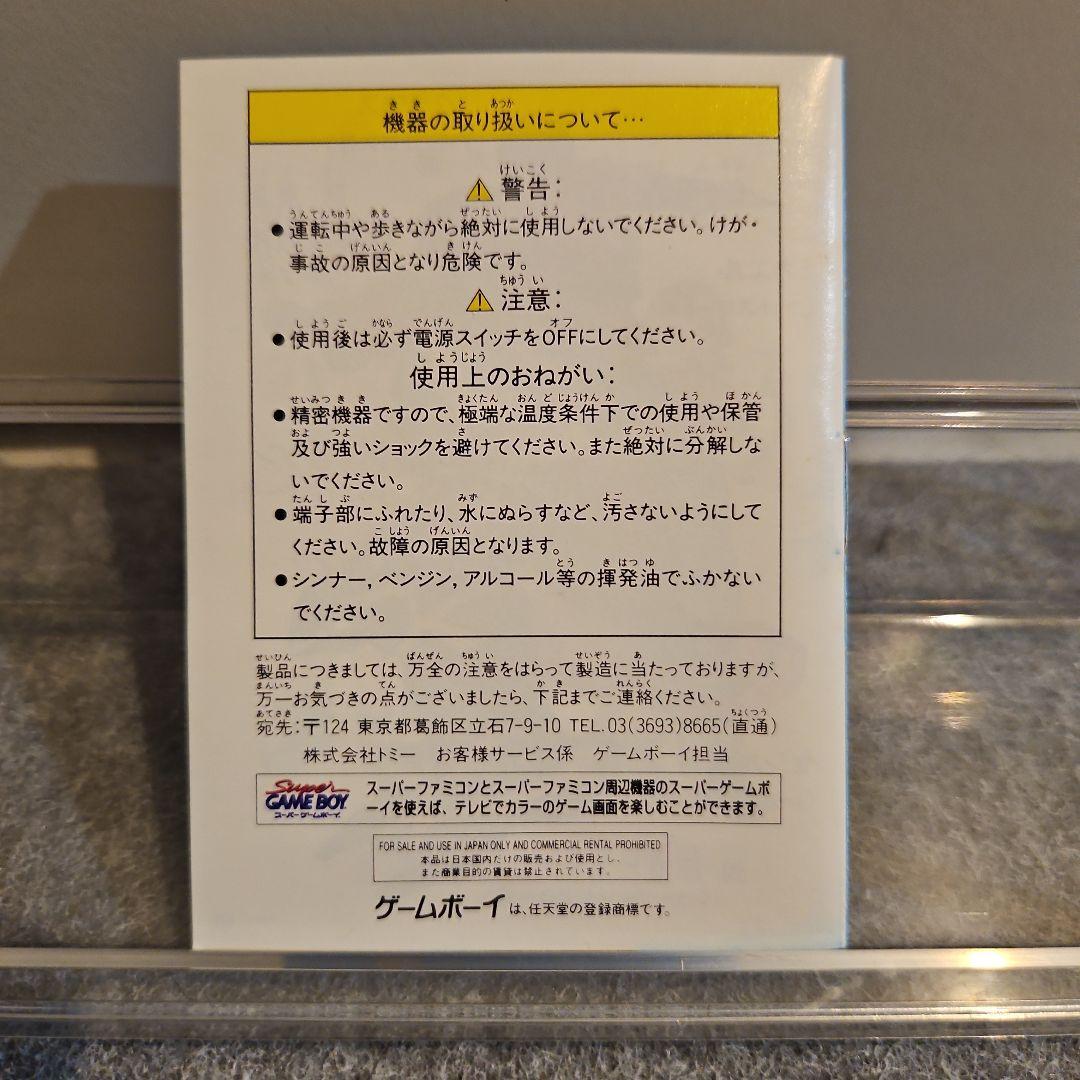 機器の取り扱いについて…
警告:
●運転中や歩きながら絶対に使用しないでください。けが・
事故の原因となり危険です。
注意:
●使用後は必ず電源スイッチをOFFにしてください。
使用上のおねがい:
●精密機器ですので、極端な温度条件下での使用や保管
及び強いショックを避けてください。また絶対に分解しな
いでください。
●端子部にふれたり、水にぬらすなど、汚さないようにして
ください。故障の原因となります。
●シンナー, ベンジン, アルコール等の揮発油でふかない
でください。
製品につきましては、万全の注意をはらって製造に当たっておりますが、
万一お気づきの点がございましたら、下記までご連絡ください。
宛先:〒124 東京都葛飾区立石7-9-10 TEL.03(3693)8665(直通)
株式会社トミー お客様サービス係 ゲームボーイ担当
Super
GAME BOY
スーパーゲームボーイ
スーパーファミコンとスーパーファミコン周辺機器のスーパーゲームボ
ーイを使えば、テレビでカラーのゲーム画面を楽しむことができます。
FOR SALE AND USE IN JAPAN ONLY AND COMMERCIAL RENTAL PROHIBITED
本品は日本国内だけの販売および使用とし、
また商業目的の賃貸は禁止されています。
ゲームボーイは、任天堂の登録商標です。